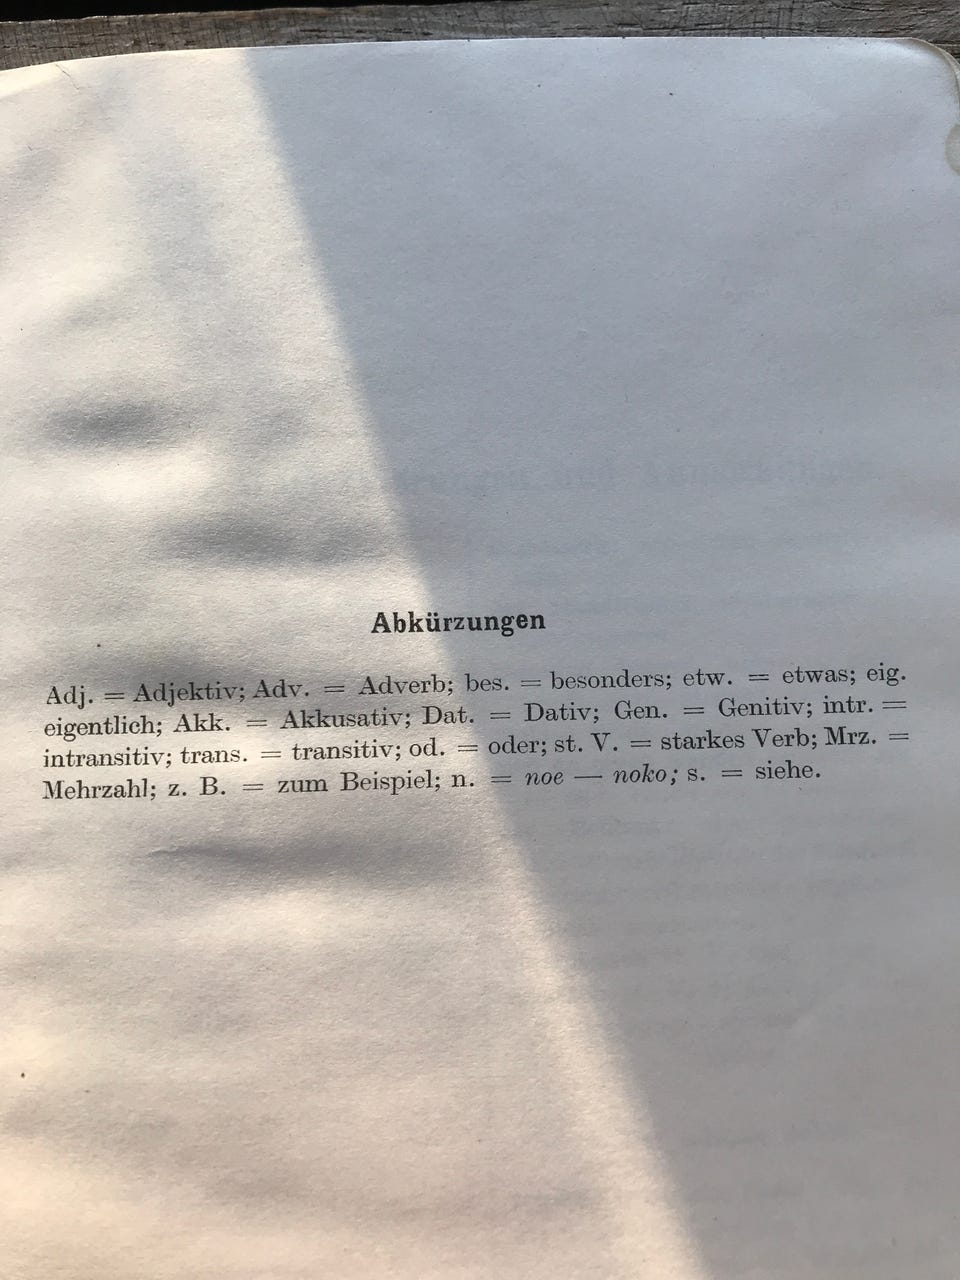 Abkürzungen
Adj. = Adjektiv; Adv. = Adverb; bes. = besonders; etw. = etwas; eig.
eigentlich; Akk. = Akkusativ; Dat. = Dativ; Gen. = Genitiv; intr. =
intransitiv; trans. = transitiv; od. = oder; st. V. = starkes Verb; Mrz. =
Mehrzahl; z. B. = zum Beispiel; n. = noe — noko; s. = siehe.